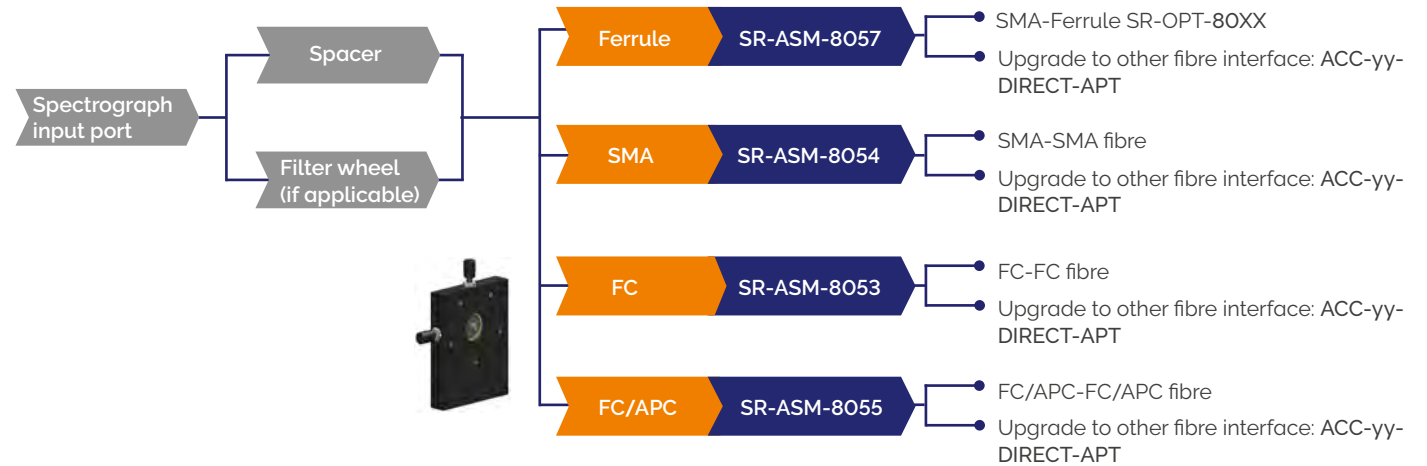 Spectrograph
input port
Spacer
Filter wheel
(if applicable)
Ferrule
SR-ASM-8057
SMA-Ferrule SR-OPT-80XX
Upgrade to other fibre interface: ACC-yy-
DIRECT-APT
SMA
SR-ASM-8054
SMA-SMA fibre
Upgrade to other fibre interface: ACC-yy-
DIRECT-APT
FC
SR-ASM-8053
FC-FC fibre
Upgrade to other fibre interface: ACC-yy-
DIRECT-APT
FC/APC
SR-ASM-8055
FC/APC-FC/APC fibre
Upgrade to other fibre interface: ACC-yy-
DIRECT-APT